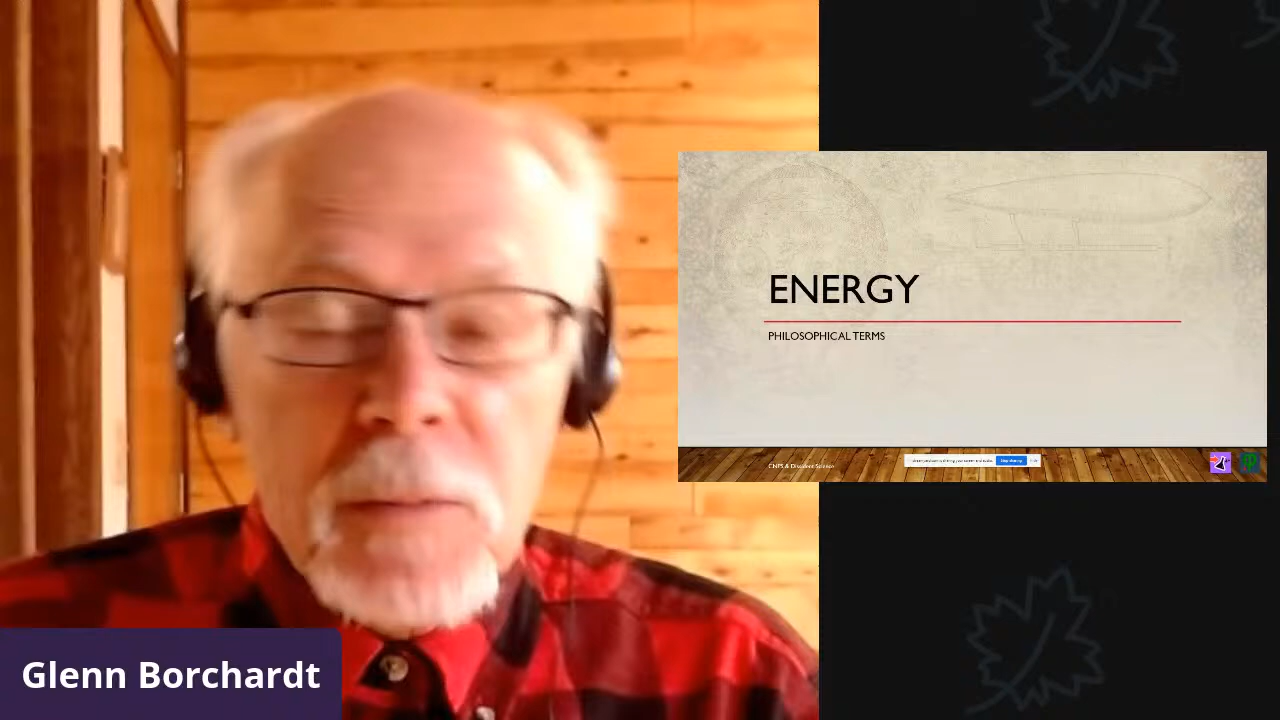 ENERGY
PHILOSOPHICAL TERMS
CNPS & Dissident Science
Stop sharing
Glenn Borchardt